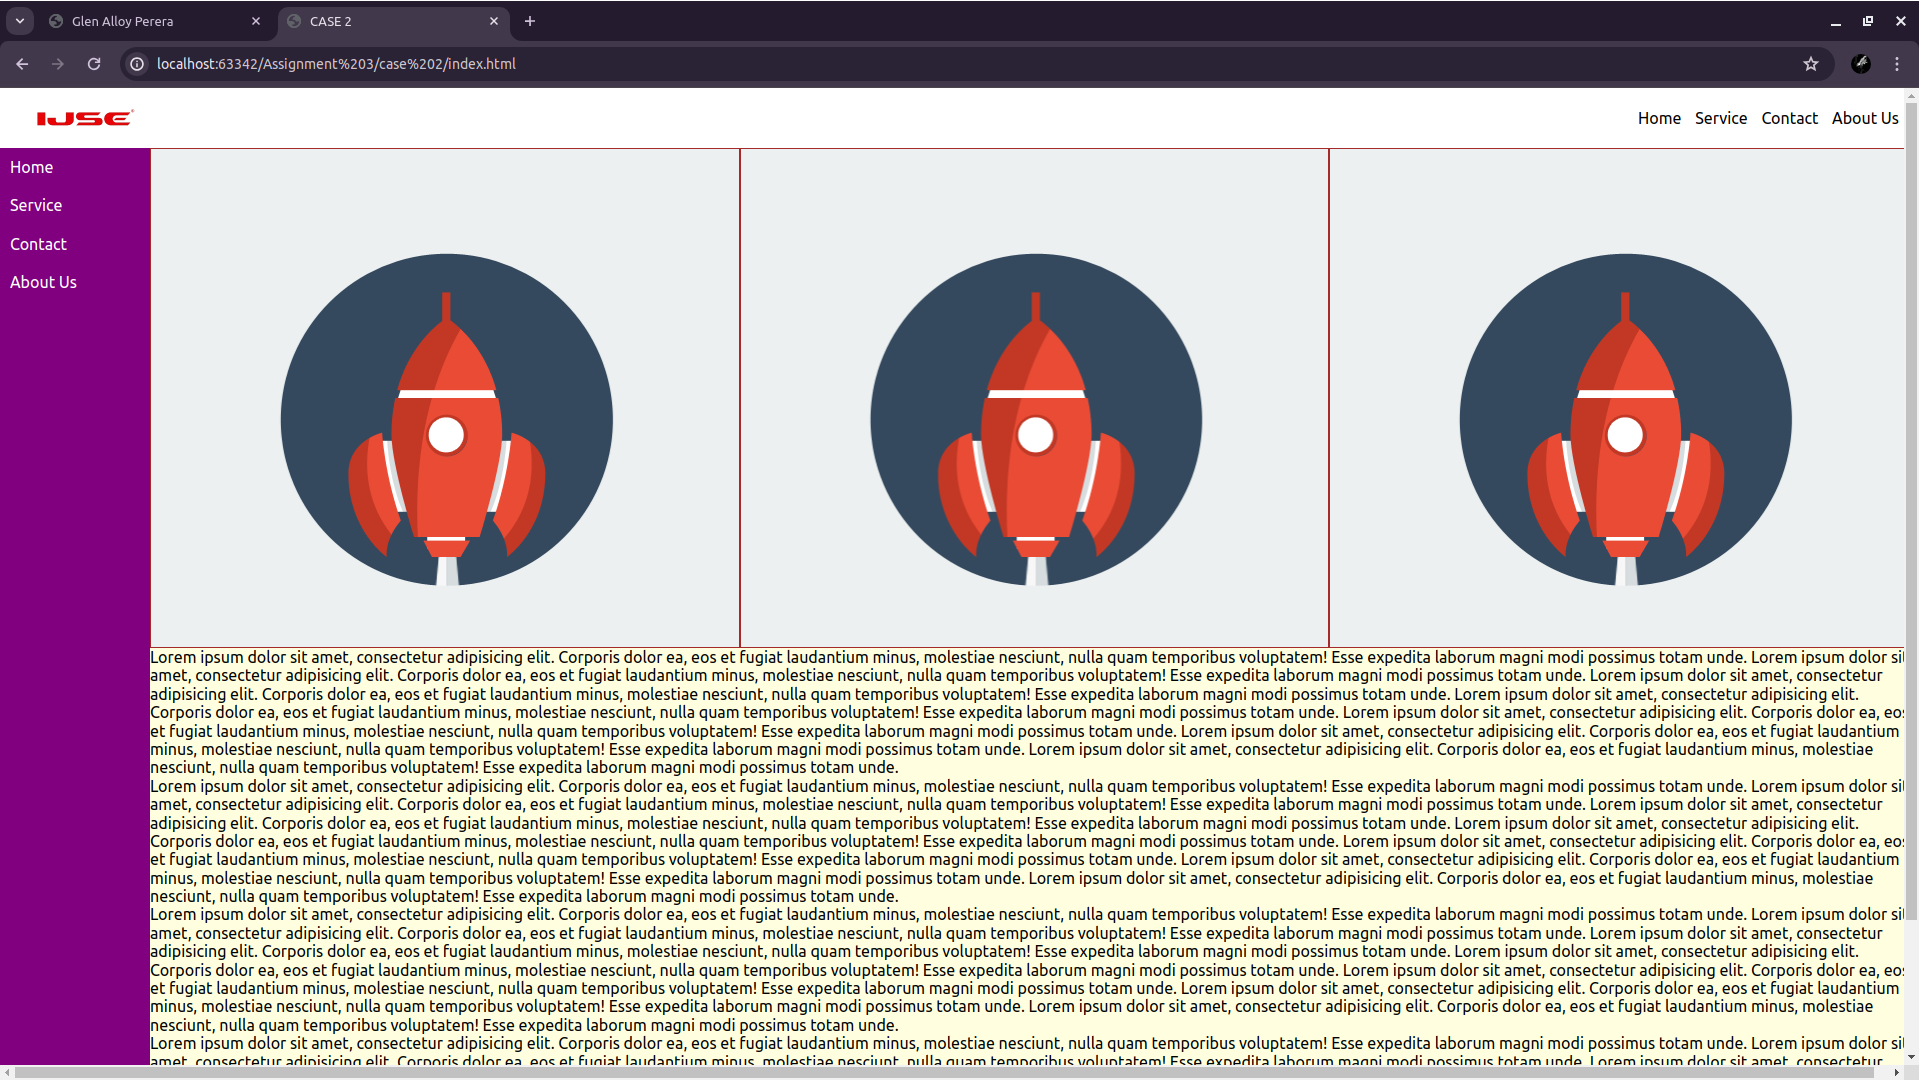 Glen Alloy Perera
CASE 2
localhost:63342/Assignment%203/case%202/index.html
IJSE
Home Service Contact About Us
Home
Service
Contact
About Us
Lorem ipsum dolor sit amet, consectetur adipisicing elit. Corporis dolor ea, eos et fugiat laudantium minus, molestiae nesciunt, nulla quam temporibus voluptatem! Esse expedita laborum magni modi possimus totam unde. Lorem ipsum dolor sit
amet, consectetur adipisicing elit. Corporis dolor ea, eos et fugiat laudantium minus, molestiae nesciunt, nulla quam temporibus voluptatem! Esse expedita laborum magni modi possimus totam unde. Lorem ipsum dolor sit amet, consectetur
adipisicing elit. Corporis dolor ea, eos et fugiat laudantium minus, molestiae nesciunt, nulla quam temporibus voluptatem! Esse expedita laborum magni modi possimus totam unde. Lorem ipsum dolor sit amet, consectetur adipisicing elit.
Corporis dolor ea, eos et fugiat laudantium minus, molestiae nesciunt, nulla quam temporibus voluptatem! Esse expedita laborum magni modi possimus totam unde. Lorem ipsum dolor sit amet, consectetur adipisicing elit. Corporis dolor ea, eos
et fugiat laudantium minus, molestiae nesciunt, nulla quam temporibus voluptatem! Esse expedita laborum magni modi possimus totam unde. Lorem ipsum dolor sit amet, consectetur adipisicing elit. Corporis dolor ea, eos et fugiat laudantium
minus, molestiae nesciunt, nulla quam temporibus voluptatem! Esse expedita laborum magni modi possimus totam unde. Lorem ipsum dolor sit amet, consectetur adipisicing elit. Corporis dolor ea, eos et fugiat laudantium minus, molestiae
nesciunt, nulla quam temporibus voluptatem! Esse expedita laborum magni modi possimus totam unde.
Lorem ipsum dolor sit amet, consectetur adipisicing elit. Corporis dolor ea, eos et fugiat laudantium minus, molestiae nesciunt, nulla quam temporibus voluptatem! Esse expedita laborum magni modi possimus totam unde. Lorem ipsum dolor sit
amet, consectetur adipisicing elit. Corporis dolor ea, eos et fugiat laudantium minus, molestiae nesciunt, nulla quam temporibus voluptatem! Esse expedita laborum magni modi possimus totam unde. Lorem ipsum dolor sit amet, consectetur
adipisicing elit. Corporis dolor ea, eos et fugiat laudantium minus, molestiae nesciunt, nulla quam temporibus voluptatem! Esse expedita laborum magni modi possimus totam unde. Lorem ipsum dolor sit amet, consectetur adipisicing elit.
Corporis dolor ea, eos et fugiat laudantium minus, molestiae nesciunt, nulla quam temporibus voluptatem! Esse expedita laborum magni modi possimus totam unde. Lorem ipsum dolor sit amet, consectetur adipisicing elit. Corporis dolor ea, eos
et fugiat laudantium minus, molestiae nesciunt, nulla quam temporibus voluptatem! Esse expedita laborum magni modi possimus totam unde. Lorem ipsum dolor sit amet, consectetur adipisicing elit. Corporis dolor ea, eos et fugiat laudantium
minus, molestiae nesciunt, nulla quam temporibus voluptatem! Esse expedita laborum magni modi possimus totam unde. Lorem ipsum dolor sit amet, consectetur adipisicing elit. Corporis dolor ea, eos et fugiat laudantium minus, molestiae
nesciunt, nulla quam temporibus voluptatem! Esse expedita laborum magni modi possimus totam unde.
Lorem ipsum dolor sit amet, consectetur adipisicing elit. Corporis dolor ea, eos et fugiat laudantium minus, molestiae nesciunt, nulla quam temporibus voluptatem! Esse expedita laborum magni modi possimus totam unde. Lorem ipsum dolor sit
amet, consectetur adipisicing elit. Corporis dolor ea, eos et fugiat laudantium minus, molestiae nesciunt, nulla quam temporibus voluptatem! Esse expedita laborum magni modi possimus totam unde. Lorem ipsum dolor sit amet, consectetur
adipisicing elit. Corporis dolor ea, eos et fugiat laudantium minus, molestiae nesciunt, nulla quam temporibus voluptatem! Esse expedita laborum magni modi possimus totam unde. Lorem ipsum dolor sit amet, consectetur adipisicing elit.
Corporis dolor ea, eos et fugiat laudantium minus, molestiae nesciunt, nulla quam temporibus voluptatem! Esse expedita laborum magni modi possimus totam unde. Lorem ipsum dolor sit amet, consectetur adipisicing elit. Corporis dolor ea, eos
et fugiat laudantium minus, molestiae nesciunt, nulla quam temporibus voluptatem! Esse expedita laborum magni modi possimus totam unde. Lorem ipsum dolor sit amet, consectetur adipisicing elit. Corporis dolor ea, eos et fugiat laudantium
minus, molestiae nesciunt, nulla quam temporibus voluptatem! Esse expedita laborum magni modi possimus totam unde. Lorem ipsum dolor sit amet, consectetur adipisicing elit. Corporis dolor ea, eos et fugiat laudantium minus, molestiae
nesciunt, nulla quam temporibus voluptatem! Esse expedita laborum magni modi possimus totam unde.
Lorem ipsum dolor sit amet, consectetur adipisicing elit. Corporis dolor ea, eos et fugiat laudantium minus, molestiae nesciunt, nulla quam temporibus voluptatem! Esse expedita laborum magni modi possimus totam unde. Lorem ipsum dolor sit
amet, consectetur adipisicing elit. Corporis dolor ea, eos et fugiat laudantium minus, molestiae nesciunt, nulla quam temporibus voluptatem! Esse expedita laborum magni modi possimus totam unde. Lorem ipsum dolor sit amet, consectetur